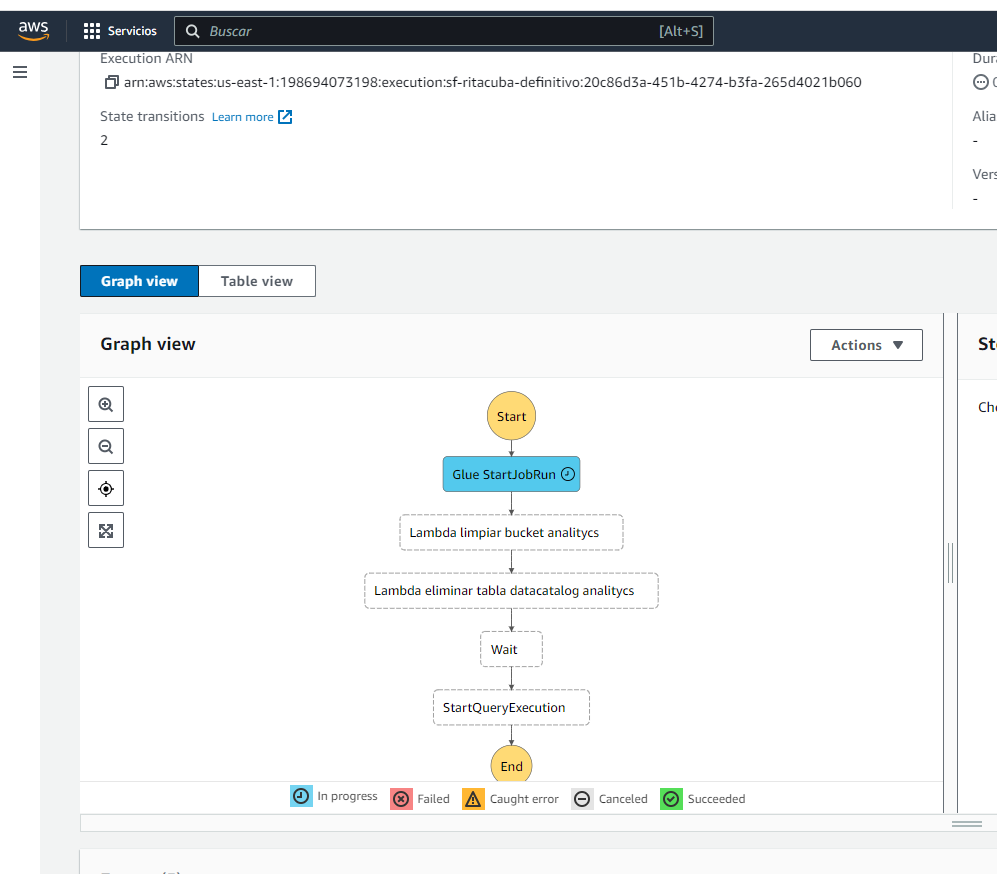 aws Servicios Buscar [Alt+S]
Execution ARN
arn:aws:states:us-east-1:198694073198:execution:sf-ritacuba-definitivo:20c86d3a-451b-4274-b3fa-265d4021b060
State transitions Learn more
2
Dura
0
Alia
-
Vers
-
Graph view Table view
Graph view Actions
Start
Glue StartJobRun
Lambda limpiar bucket analitycs
Lambda eliminar tabla datacatalog analitycs
Wait
StartQueryExecution
End
In progress Failed Caught error Canceled Succeeded
Ste
Cho